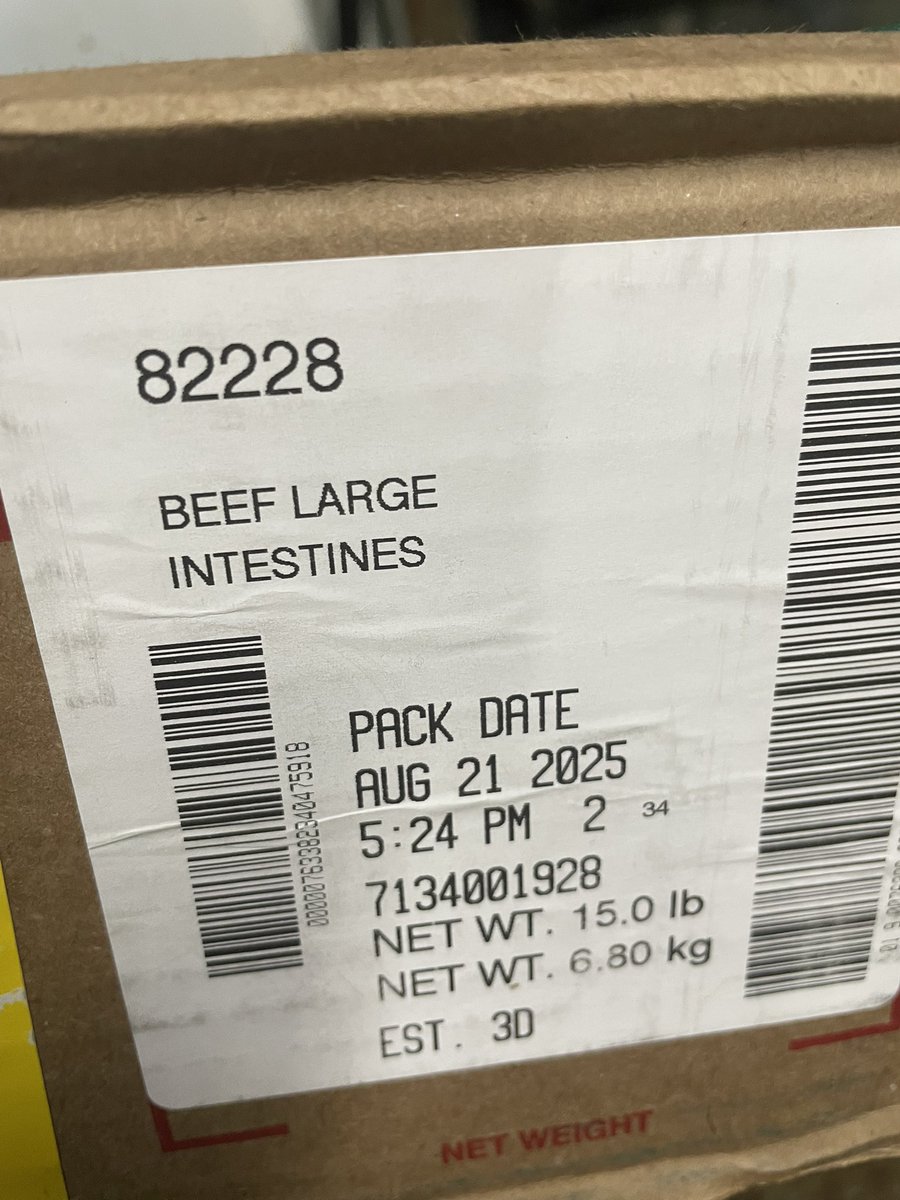 82228
BEEF LARGE
INTESTINES
PACK DATE
AUG 21 2025
5:24 PM 2 34
7134001928
NET WT. 15.0 lb
NET WT. 6.80 kg
EST. 3D
NET WEIGHT